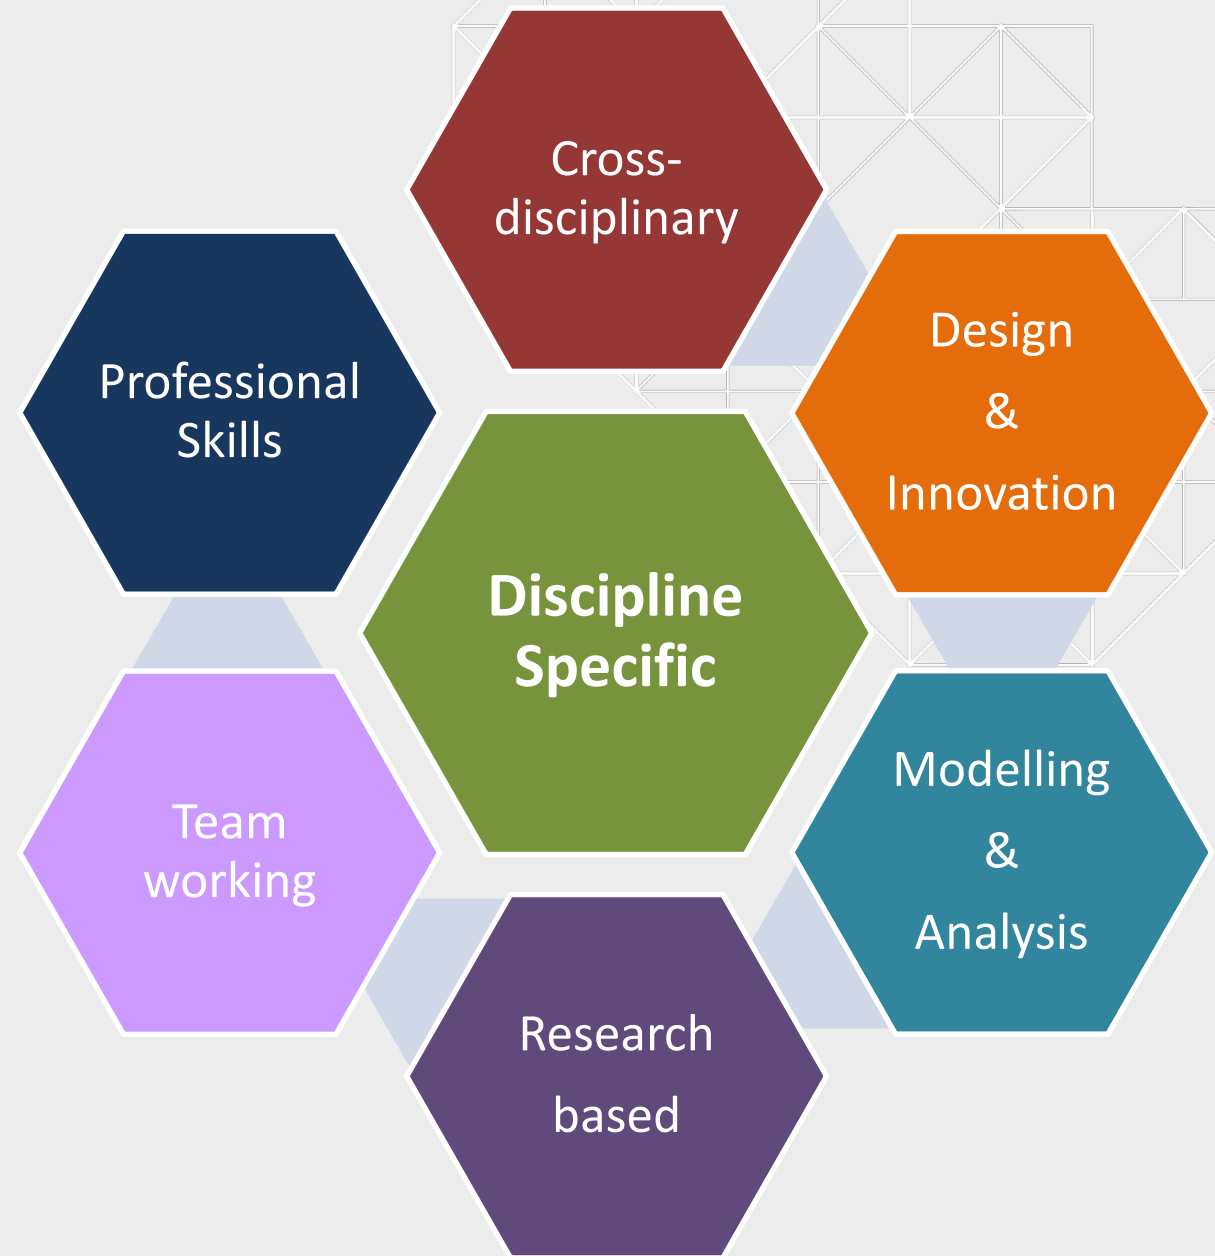 Cross-
disciplinary
Design
&
Innovation
Professional
Skills
Discipline
Specific
Modelling
&
Analysis
Team
working
Research
based